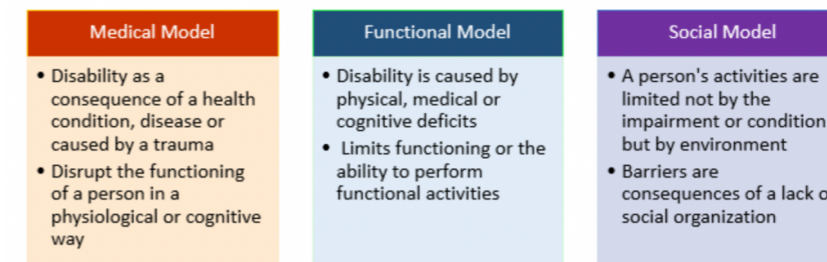 Medical Model
• Disability as a
consequence of a health
condition, disease or
caused by a trauma
• Disrupt the functioning
of a person in a
physiological or cognitive
way
Functional Model
• Disability is caused by
physical, medical or
cognitive deficits
• Limits functioning or the
ability to perform
functional activities
Social Model
• A person's activities are
limited not by the
impairment or condition
but by environment
• Barriers are
consequences of a lack o
social organization